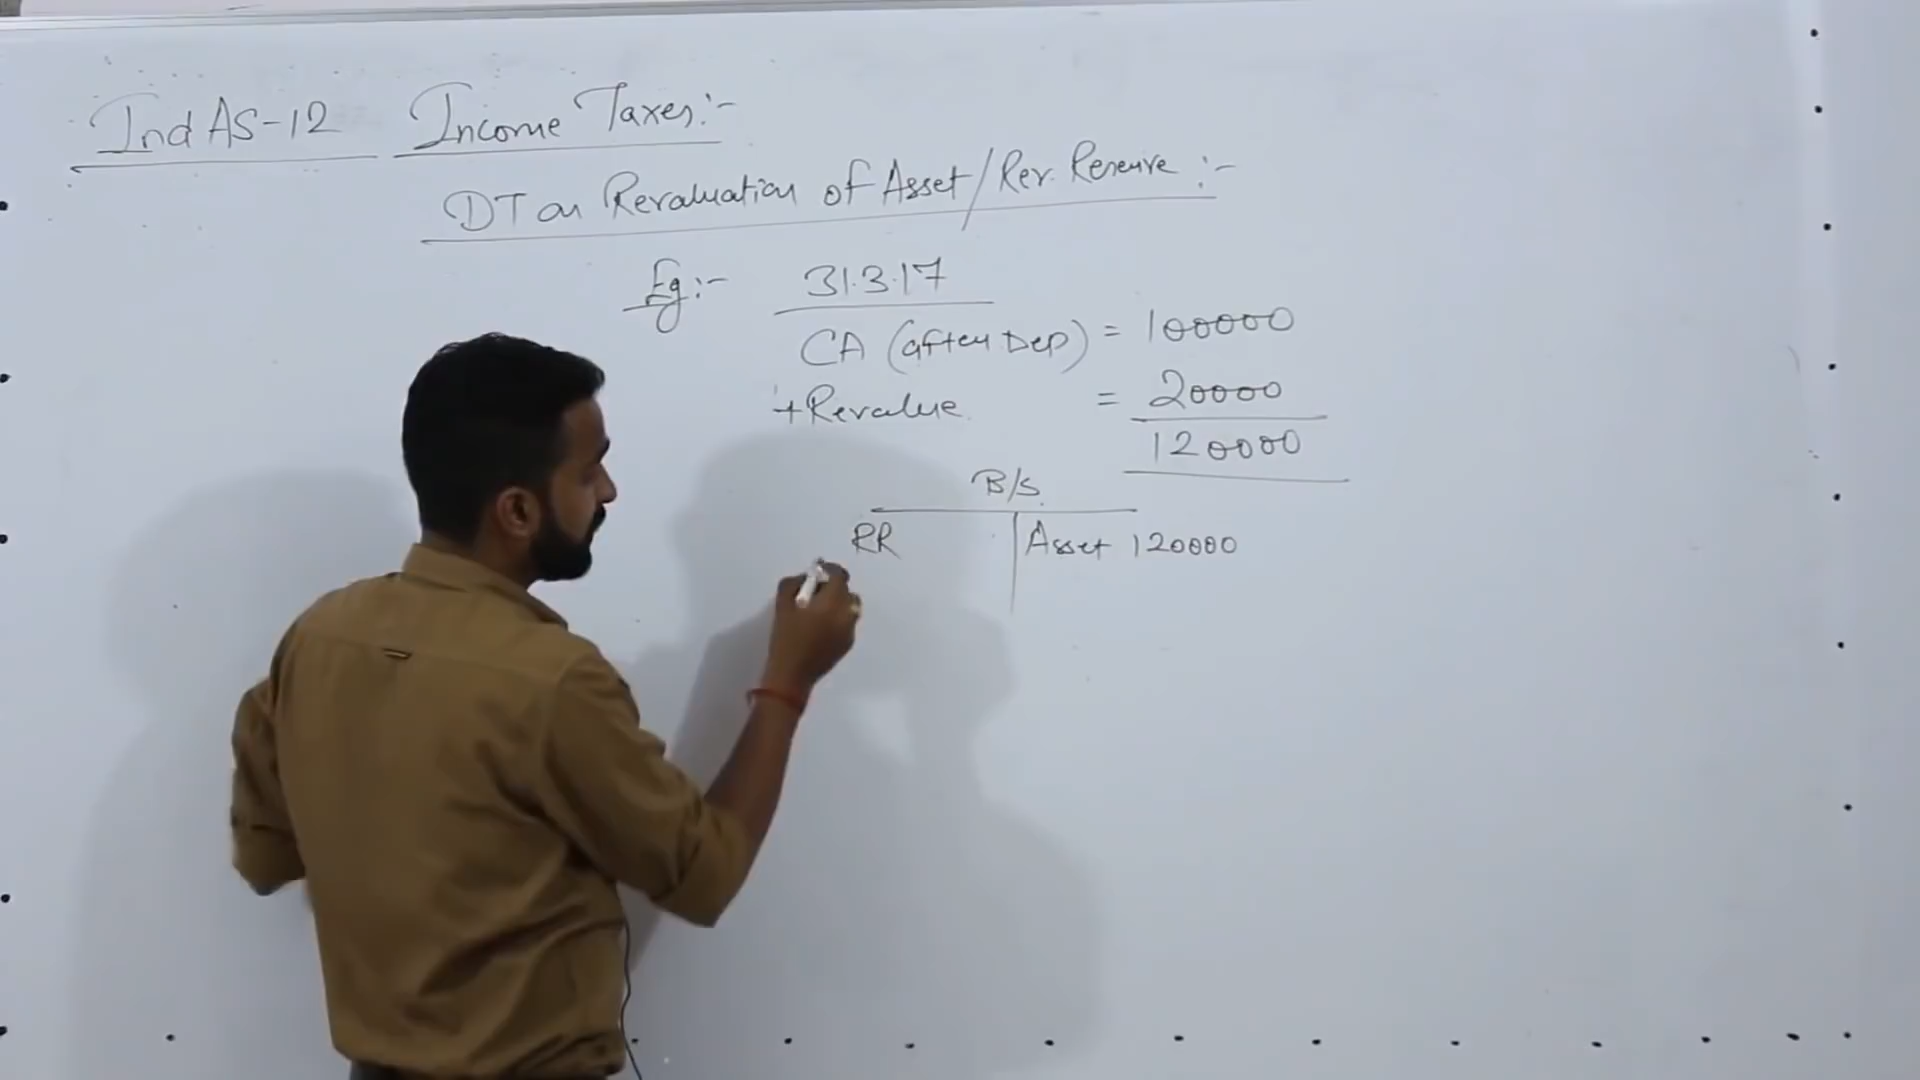 Ind AS-12 Income Taxes:-
DT on Revaluation of Asset/Rev. Reserve :-
Eg:- 31.3.17
CA (after Dep) = 100000
+Revalue = 20000
120000
B/S
RR Asset 120000